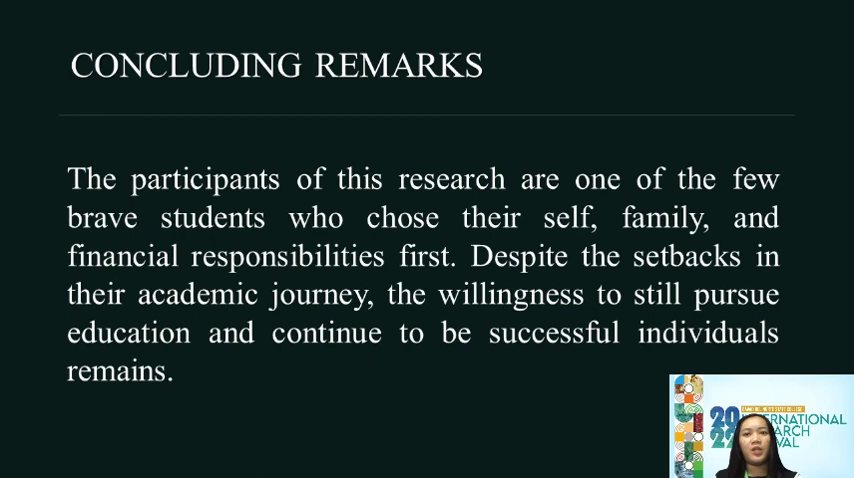 CONCLUDING REMARKS
The participants of this research are one of the few
brave students who chose their self, family, and
financial responsibilities first. Despite the setbacks in
their academic journey, the willingness to still pursue
education and continue to be successful individuals
remains.
20
INTERNATIONAL